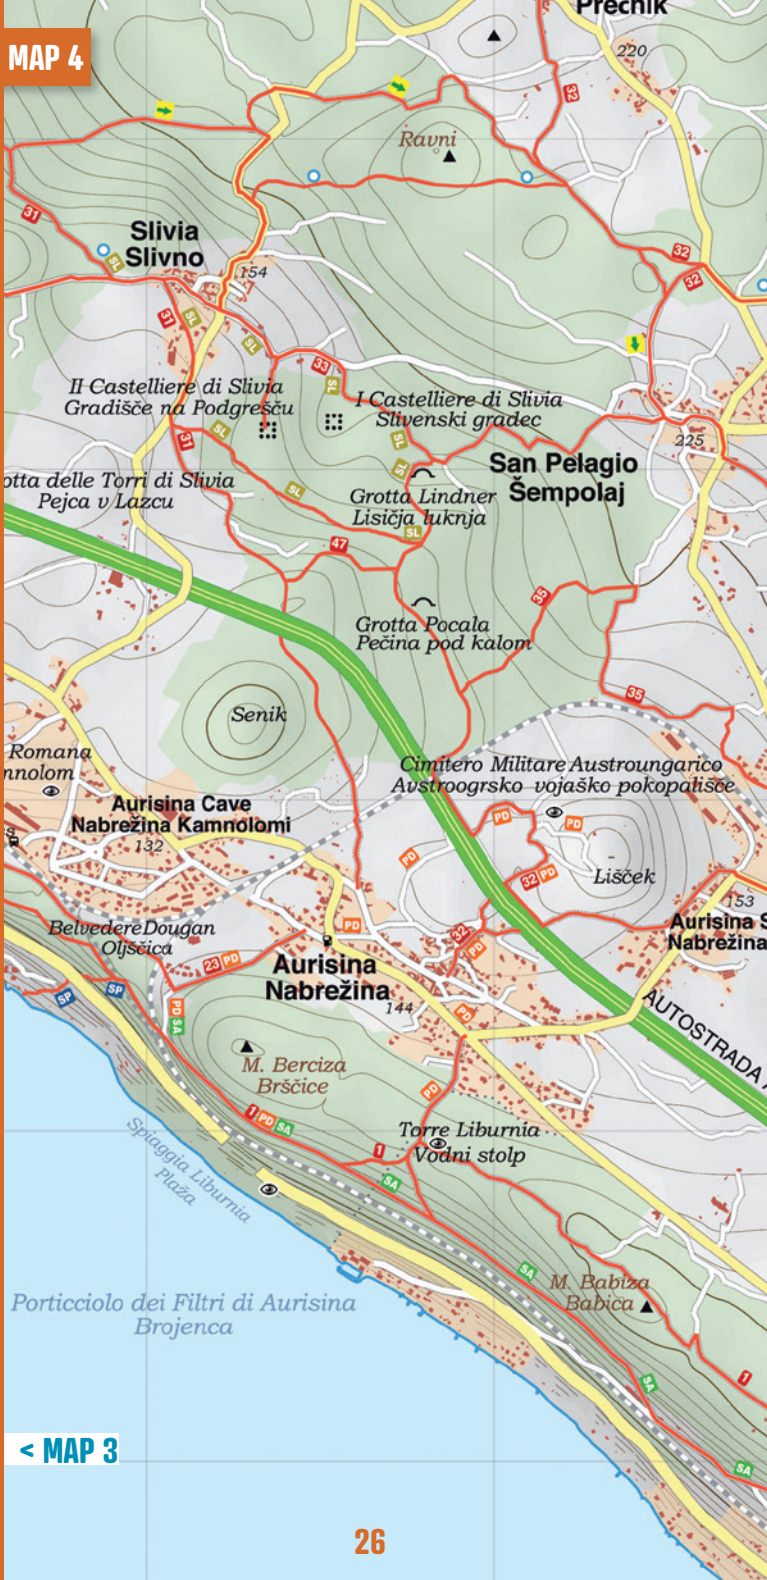 Prečnik
MAP 4
220
32
Ravni
31
Slivia
Slivno
SL
32
32
154
31
SL
SL
33
SL
II Castelliere di Slivia
Gradišče na Podgrešču
I Castelliere di Slivia
Slivenski gradec
31
SL
SL
225
San Pelagio
Šempolaj
SL
otta delle Torri di Slivia
Pejca v Lazcu
SL
Grotta Lindner
Lisičja luknja
SL
47
35
Grotta Pocala
Pečina pod kalom
35
Senik
Romana
mnolom
Cimitero Militare Austroungarico
Avstroogrsko vojaško pokopališče
Aurisina Cave
Nabrežina Kamnolomi
132
PD
PD
PD
32
PD
Lišček
153
Aurisina S
Nabrežina
Belvedere Dougan
Oljščica
PD
32
PD
23
PD
Aurisina
Nabrežina
144
SP
SP
PD
SA
PD
AUTOSTRADA A
M. Berciza
Brščice
PD
1
PD
SA
Torre Liburnia
Vodni stolp
1
SA
Spiaggia Liburnia
Plaža
SA
M. Babiza
Babica
Porticciolo dei Filtri di Aurisina
Brojenca
1
SA
SA
< MAP 3
26